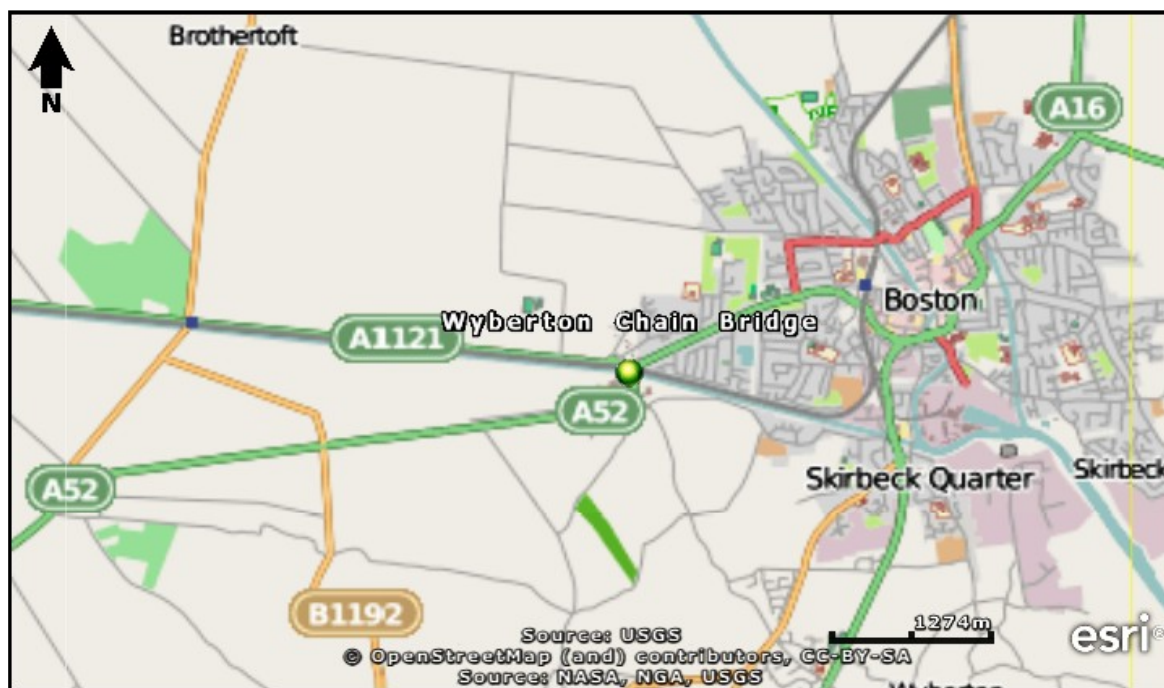 Brothertoft
N
A16
Boston
Wyberton Chain Bridge
A1121
A52
Skirbeck Quarter
Skirbeck
A52
B1192
1274m
Source: USGS
esri
© OpenStreetMap (and) contributors, CC-BY-SA
Source: NASA, NGA, USGS
Wyberton